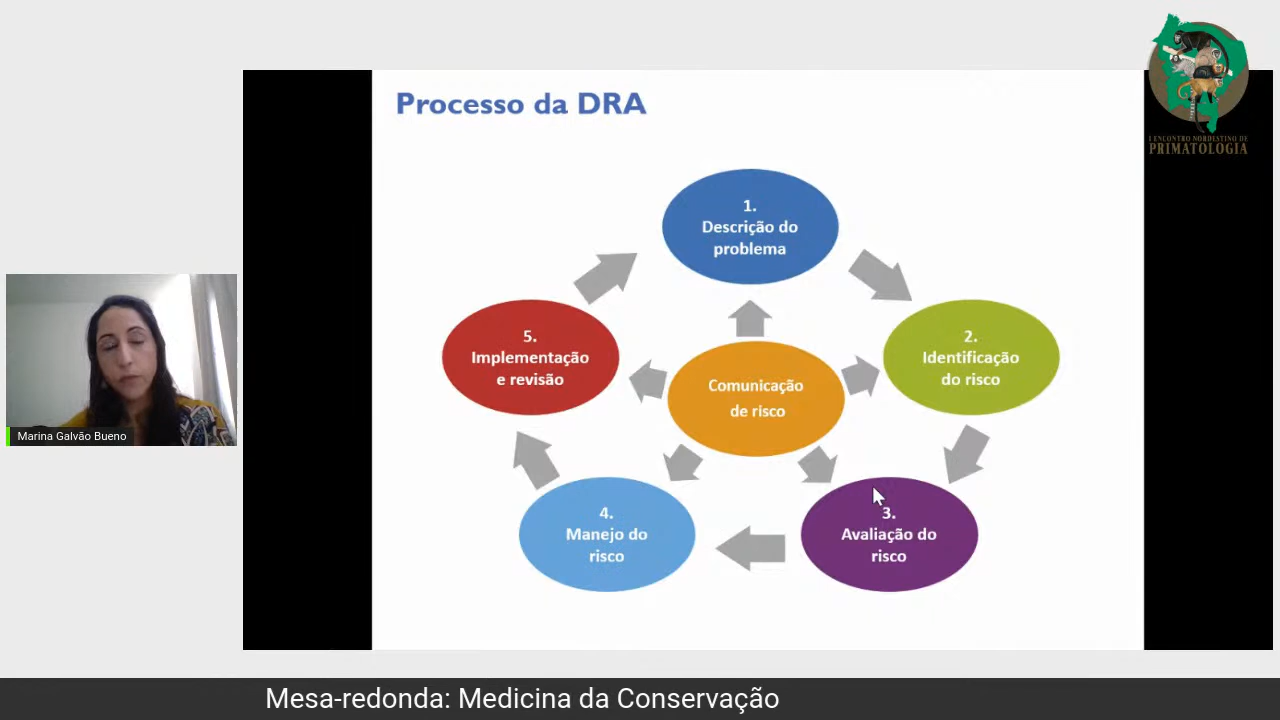 I ENCONTRO NORDESTINO DE
PRIMATOLOGIA
Processo da DRA
1.
Descrição do
problema
2.
Identificação
do risco
3.
Avaliação do
risco
4.
Manejo do
risco
5.
Implementação
e revisão
Comunicação
de risco
Marina Galvão Bueno
Mesa-redonda: Medicina da Conservação